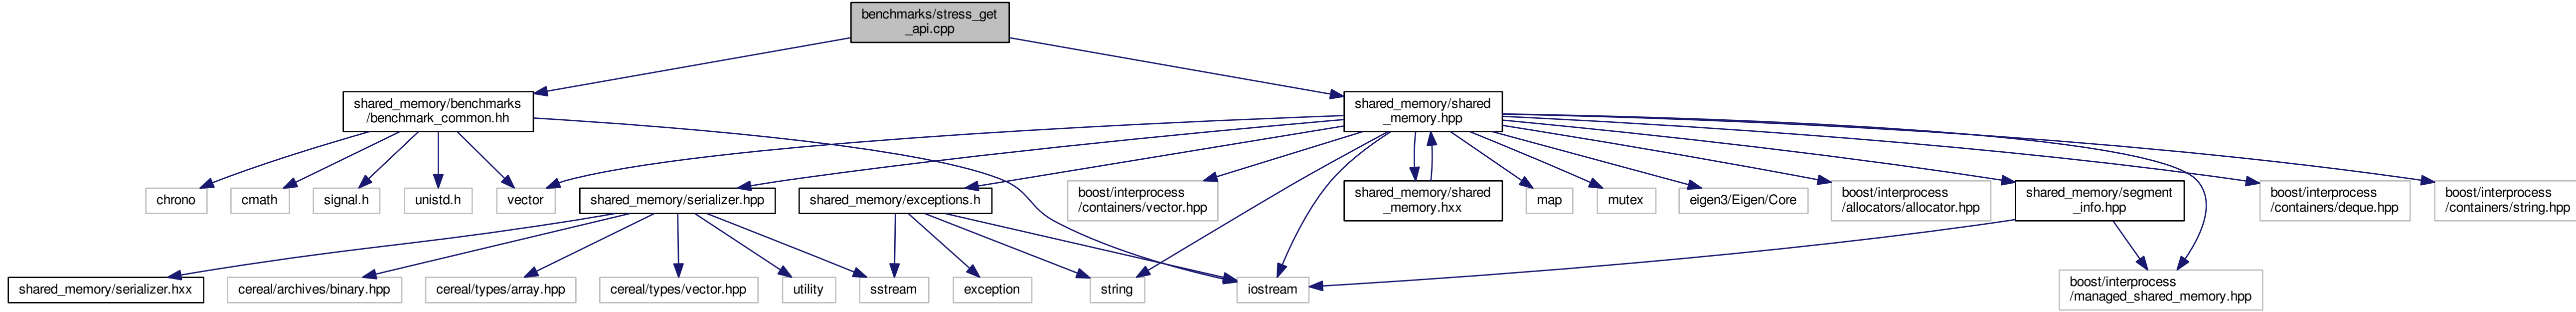 benchmarks/stress_get
_api.cpp
shared_memory/benchmarks
/benchmark_common.hh
shared_memory/shared
_memory.hpp
chrono
cmath
signal.h
unistd.h
vector
shared_memory/serializer.hpp
shared_memory/exceptions.h
boost/interprocess
/containers/vector.hpp
shared_memory/shared
_memory.hxx
map
mutex
eigen3/Eigen/Core
boost/interprocess
/allocators/allocator.hpp
shared_memory/segment
_info.hpp
boost/interprocess
/containers/deque.hpp
boost/interprocess
/containers/string.hpp
shared_memory/serializer.hxx
cereal/archives/binary.hpp
cereal/types/array.hpp
cereal/types/vector.hpp
utility
sstream
exception
string
iostream
boost/interprocess
/managed_shared_memory.hpp